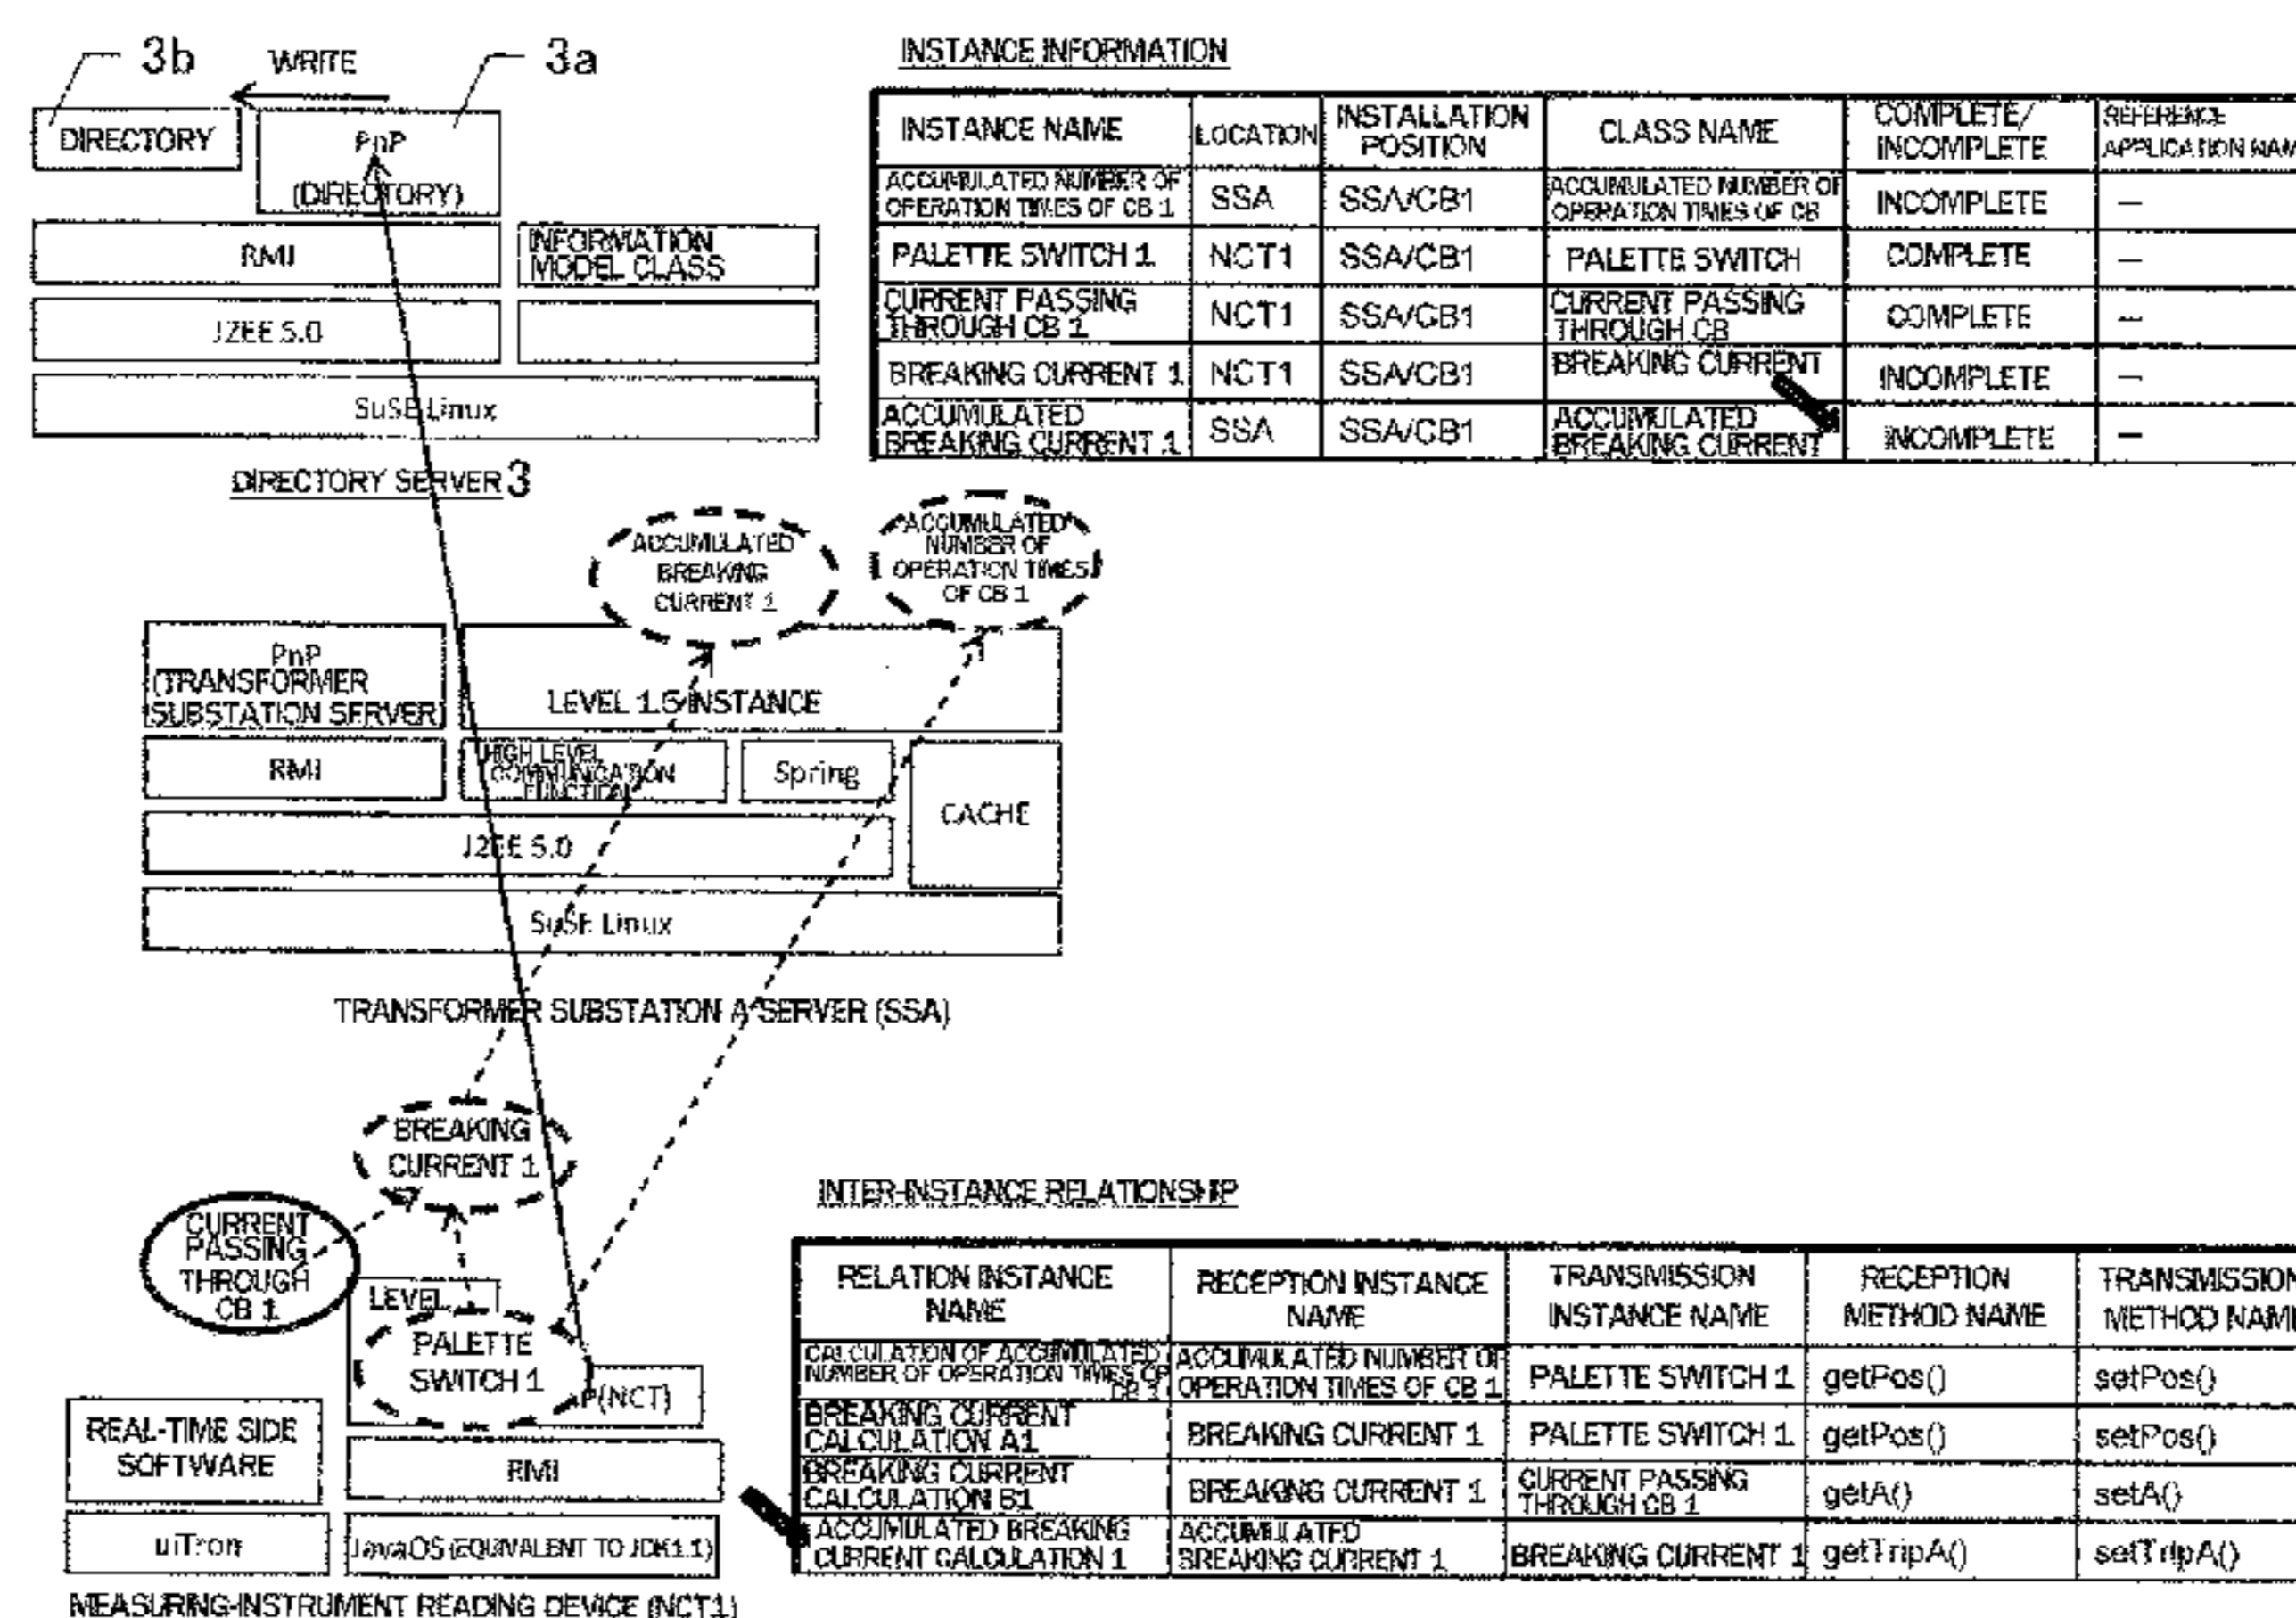 3b
WRITE
3a
DIRECTORY
PnP
(DIRECTORY)
RMI
INFORMATION
MODEL CLASS
J2EE 5.0
SuSE Linux
DIRECTORY SERVER 3
INSTANCE INFORMATION
INSTANCE NAME LOCATION INSTALLATION POSITION CLASS NAME COMPLETE/ INCOMPLETE REFERENCE APPLICATION NAM
ACCUMULATED NUMBER OF OPERATION TIMES OF CB 1 SSA SSA/CB1 ACCUMULATED NUMBER OF OPERATION TIMES OF CB INCOMPLETE —
PALETTE SWITCH 1 NCT1 SSA/CB1 PALETTE SWITCH COMPLETE —
CURRENT PASSING THROUGH CB 1 NCT1 SSA/CB1 CURRENT PASSING THROUGH CB COMPLETE —
BREAKING CURRENT 1 NCT1 SSA/CB1 BREAKING CURRENT INCOMPLETE —
ACCUMULATED BREAKING CURRENT 1 SSA SSA/CB1 ACCUMULATED BREAKING CURRENT INCOMPLETE —
ACCUMULATED
BREAKING
CURRENT 1
ACCUMULATED
NUMBER OF
OPERATION TIMES
OF CB 1
PnP
(TRANSFORMER
SUBSTATION SERVER
LEVEL 1.5 INSTANCE
RMI
HIGH LEVEL
COMMUNICATION
FUNCTION
Spring
CACHE
J2EE 5.0
SuSE Linux
TRANSFORMER SUBSTATION A SERVER (SSA)
BREAKING
CURRENT 1
CURRENT
PASSING
THROUGH
CB 1
LEVEL
PALETTE
SWITCH 1
P(NCT)
REAL-TIME SIDE
SOFTWARE
RMI
uiTron
JavaOS (EQUIVALENT TO JDK1.1)
MEASURING-INSTRUMENT READING DEVICE (NCT1)
INTER-INSTANCE RELATIONSHIP
RELATION INSTANCE NAME RECEPTION INSTANCE NAME TRANSMISSION INSTANCE NAME RECEPTION METHOD NAME TRANSMISSION METHOD NAME
CALCULATION OF ACCUMULATED NUMBER OF OPERATION TIMES OF CB 1 ACCUMULATED NUMBER OF OPERATION TIMES OF CB 1 PALETTE SWITCH 1 getPos() setPos()
BREAKING CURRENT CALCULATION A1 BREAKING CURRENT 1 PALETTE SWITCH 1 getPos() setPos()
BREAKING CURRENT CALCULATION B1 BREAKING CURRENT 1 CURRENT PASSING THROUGH CB 1 getA() setA()
ACCUMULATED BREAKING CURRENT CALCULATION 1 ACCUMULATED BREAKING CURRENT 1 BREAKING CURRENT 1 getTripA() setTripA()